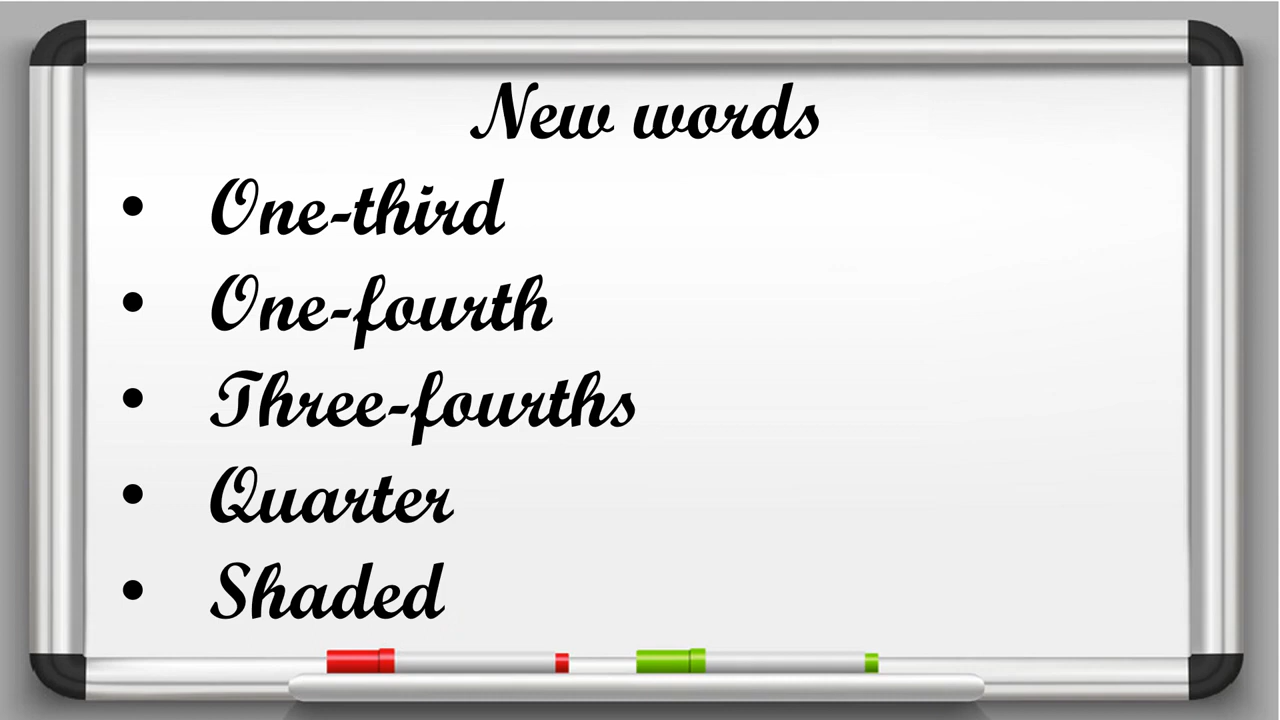 New words
• One-third
• One-fourth
• Three-fourths
• Quarter
• Shaded